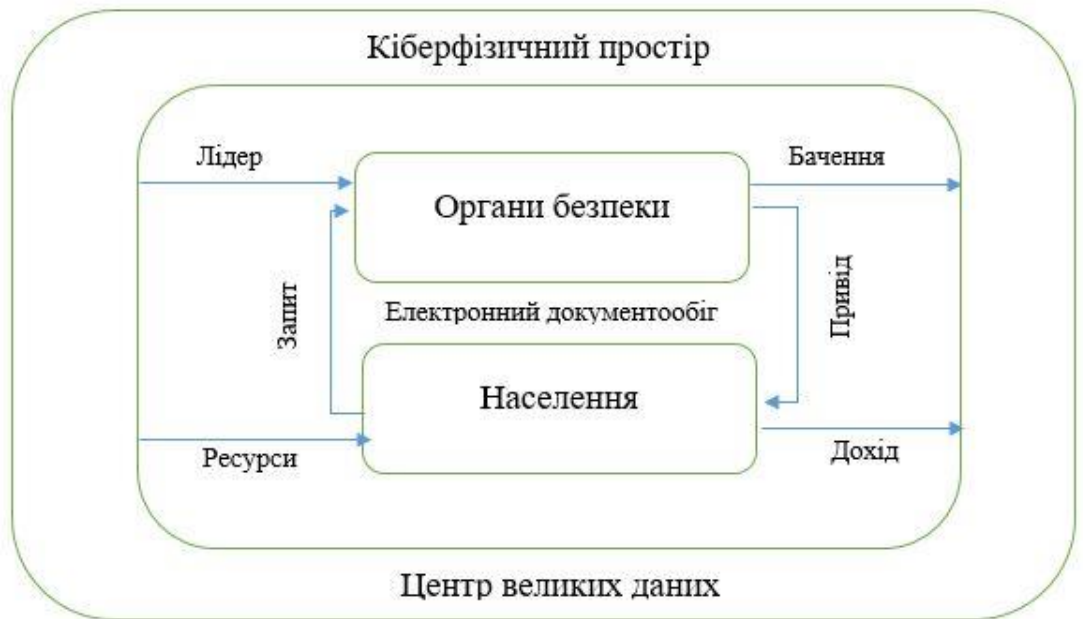 Кіберфізичний простір
Лідер
Бачення
Органи безпеки
Запит
Привід
Електронний документообіг
Населення
Ресурси
Дохід
Центр великих даних